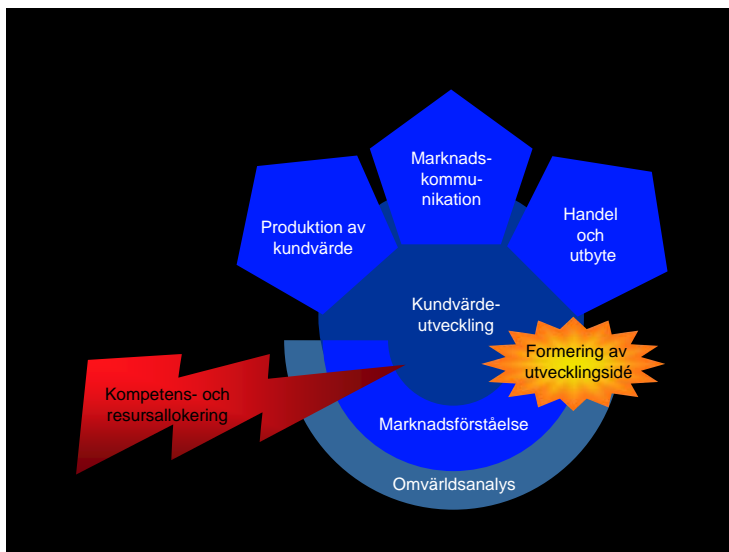 Marknads-
kommu-
nikation
Produktion av
kundvärde
Handel
och
utbyte
Kundvärde-
utveckling
Formering av
utvecklingsidé
Kompetens- och
resursallokering
Marknadsförståelse
Omvärldsanalys